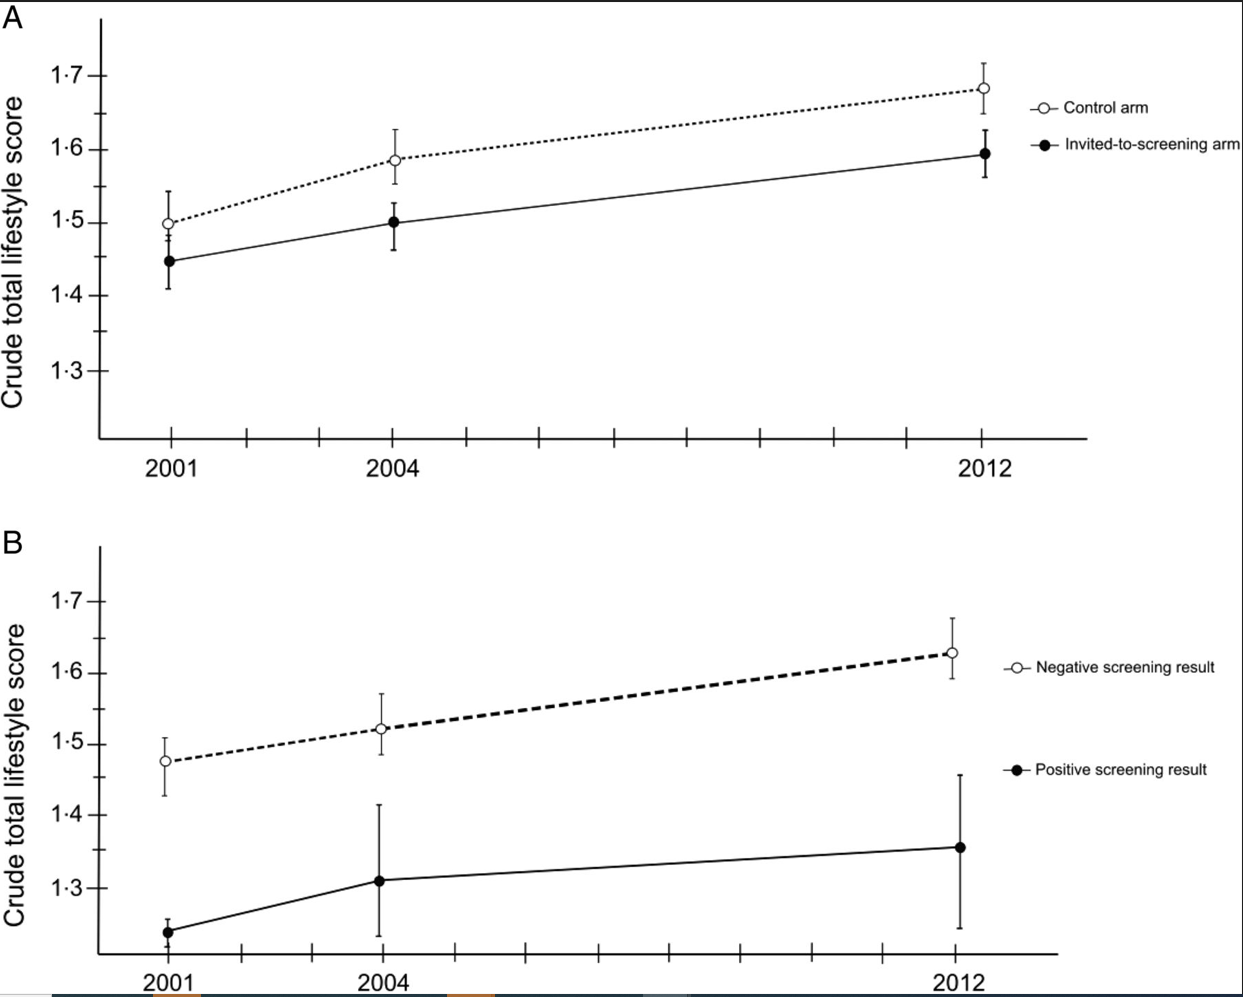 A
Crude total lifestyle score
1·7
1·6
1·5
1·4
1·3
2001 2004 2012
Control arm
Invited-to-screening arm
B
Crude total lifestyle score
1·7
1·6
1·5
1·4
1·3
2001 2004 2012
Negative screening result
Positive screening result